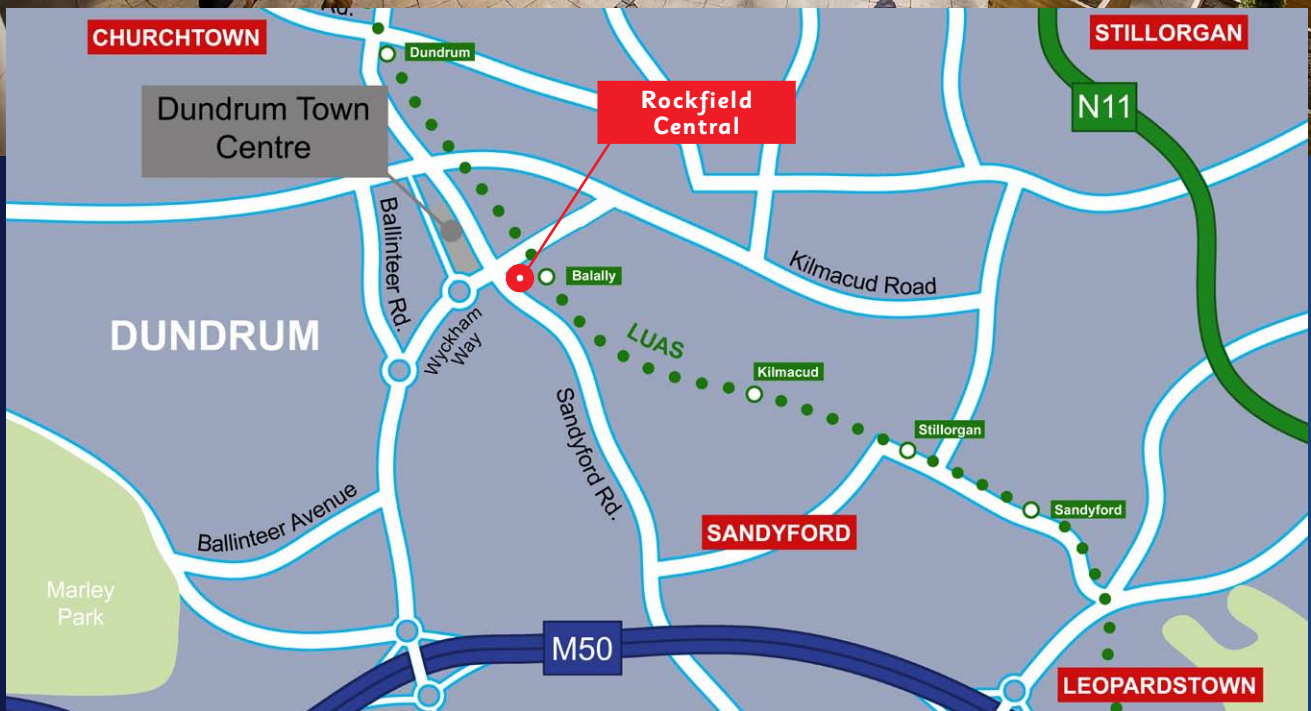 CHURCHTOWN
STILLORGAN
Dundrum
Rockfield
Central
N11
Dundrum Town
Centre
Ballinteer Rd.
Balally
Kilmacud Road
DUNDRUM
Wyckham
Way
LUAS
Kilmacud
Sandyford Rd.
Stillorgan
Ballinteer Avenue
Sandyford
SANDYFORD
Marley
Park
M50
LEOPARDSTOWN